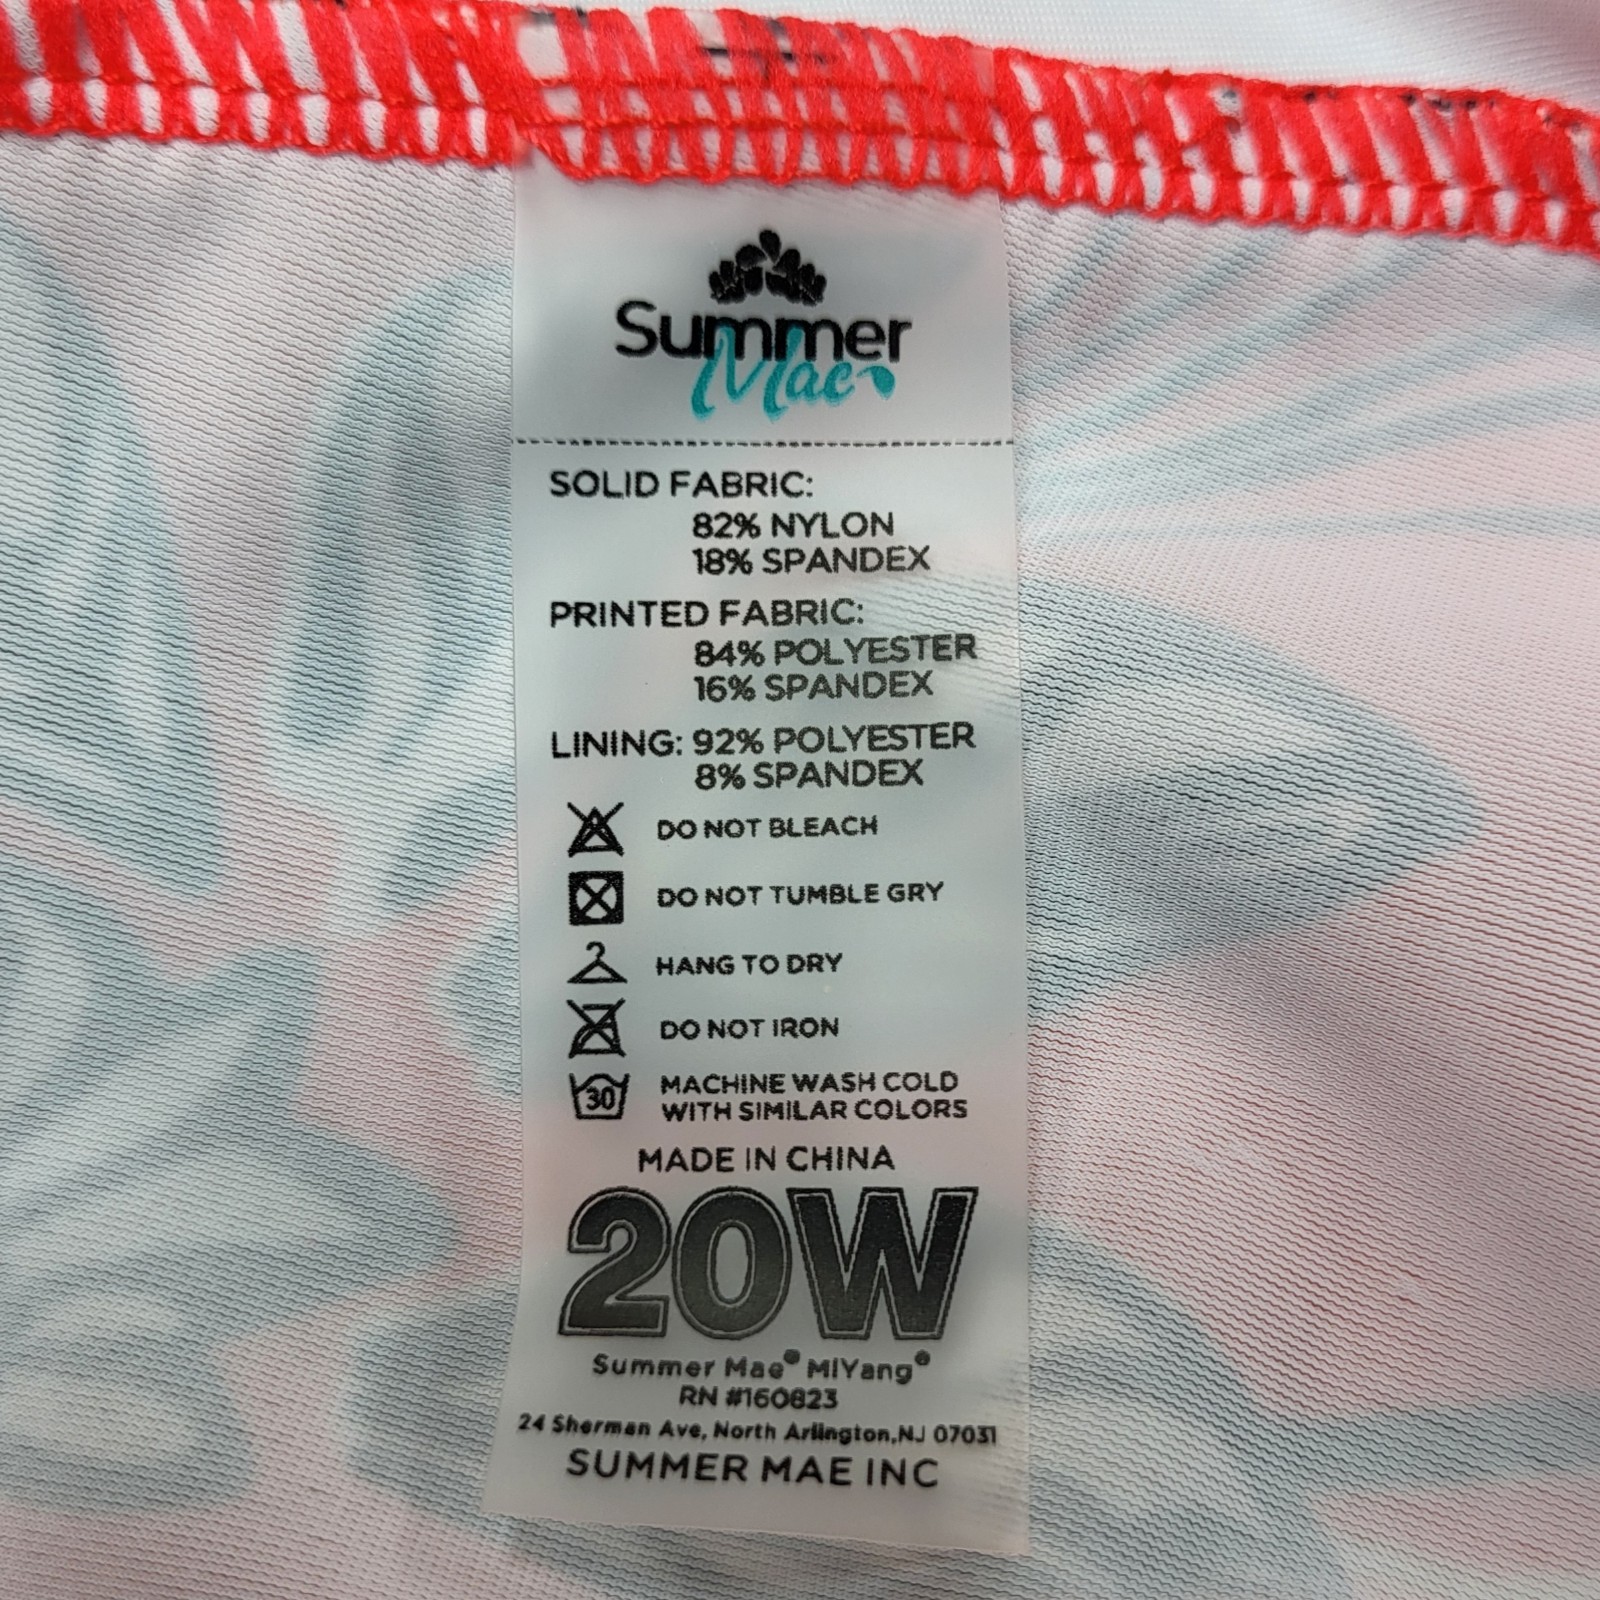 Summer
Mae
SOLID FABRIC:
82% NYLON
18% SPANDEX
PRINTED FABRIC:
84% POLYESTER
16% SPANDEX
LINING: 92% POLYESTER
8% SPANDEX
DO NOT BLEACH
DO NOT TUMBLE GRY
HANG TO DRY
DO NOT IRON
30 MACHINE WASH COLD
WITH SIMILAR COLORS
MADE IN CHINA
20W
Summer Mae® MIYang®
RN #160823
24 Sherman Ave, North Arlington,NJ 07031
SUMMER MAE INC